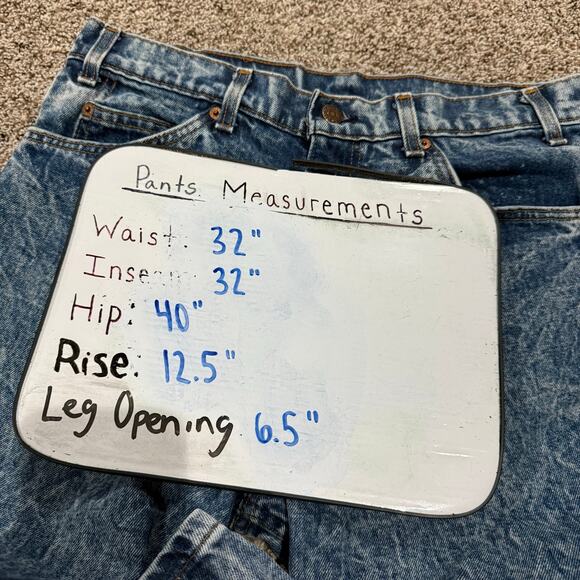 Pants Measurements
Waist: 32"
Inseam 32"
Hip: 40"
Rise: 12.5"
Leg Opening 6.5"